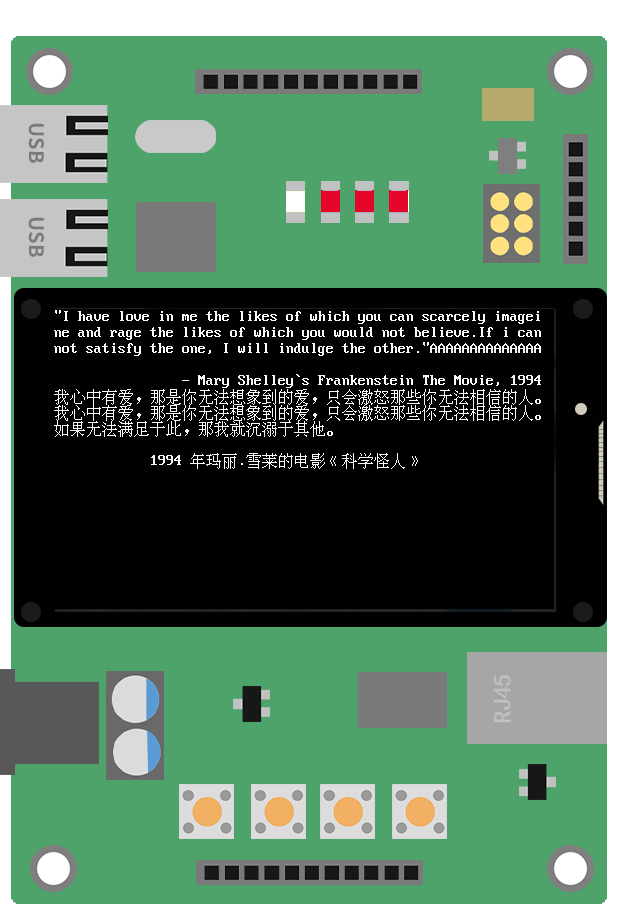 USB
USB
"I have love in me the likes of which you can scarcely imagei
ne and rage the likes of which you would not believe.If i can
not satisfy the one, I will indulge the other."AAAAAAAAAAAAAA
- Mary Shelley`s Frankenstein The Movie, 1994
我心中有爱，那是你无法想象到的爱，只会激怒那些你无法相信的人。
我心中有爱，那是你无法想象到的爱，只会激怒那些你无法相信的人。
如果无法满足于此，那我就沉溺于其他。
1994 年玛丽.雪莱的电影《科学怪人》
RJ45